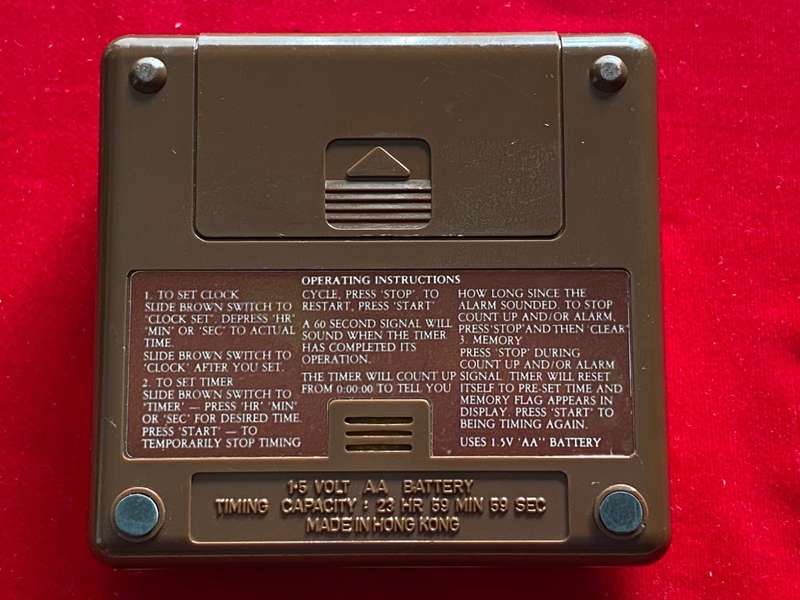 OPERATING INSTRUCTIONS
1. TO SET CLOCK
SLIDE BROWN SWITCH TO
"CLOCK SET". DEPRESS 'HR'
'MIN' OR 'SEC' TO ACTUAL
TIME.
SLIDE BROWN SWITCH TO
'CLOCK' AFTER YOU SET.
2. TO SET TIMER
SLIDE BROWN SWITCH TO
"TIMER' — PRESS 'HR' 'MIN'
OR 'SEC' FOR DESIRED TIME.
PRESS 'START' — TO
TEMPORARILY STOP TIMING
CYCLE, PRESS 'STOP'. TO
RESTART, PRESS 'START'
A 60 SECOND SIGNAL WILL
SOUND WHEN THE TIMER
HAS COMPLETED ITS
OPERATION.
THE TIMER WILL COUNT UP
FROM 0:00:00 TO TELL YOU
HOW LONG SINCE THE
ALARM SOUNDED. TO STOP
COUNT UP AND/OR ALARM,
PRESS 'STOP' AND THEN 'CLEAR'
3. MEMORY
PRESS 'STOP' DURING
COUNT UP AND/OR ALARM
SIGNAL. TIMER WILL RESET
ITSELF TO PRE-SET TIME AND
MEMORY FLAG APPEARS IN
DISPLAY. PRESS 'START' TO
BEING TIMING AGAIN.
USES 1.5V 'AA" BATTERY
1·5 VOLT AA BATTERY
TIMING CAPACITY : 23 HR 59 MIN 59 SEC
MADE IN HONG KONG